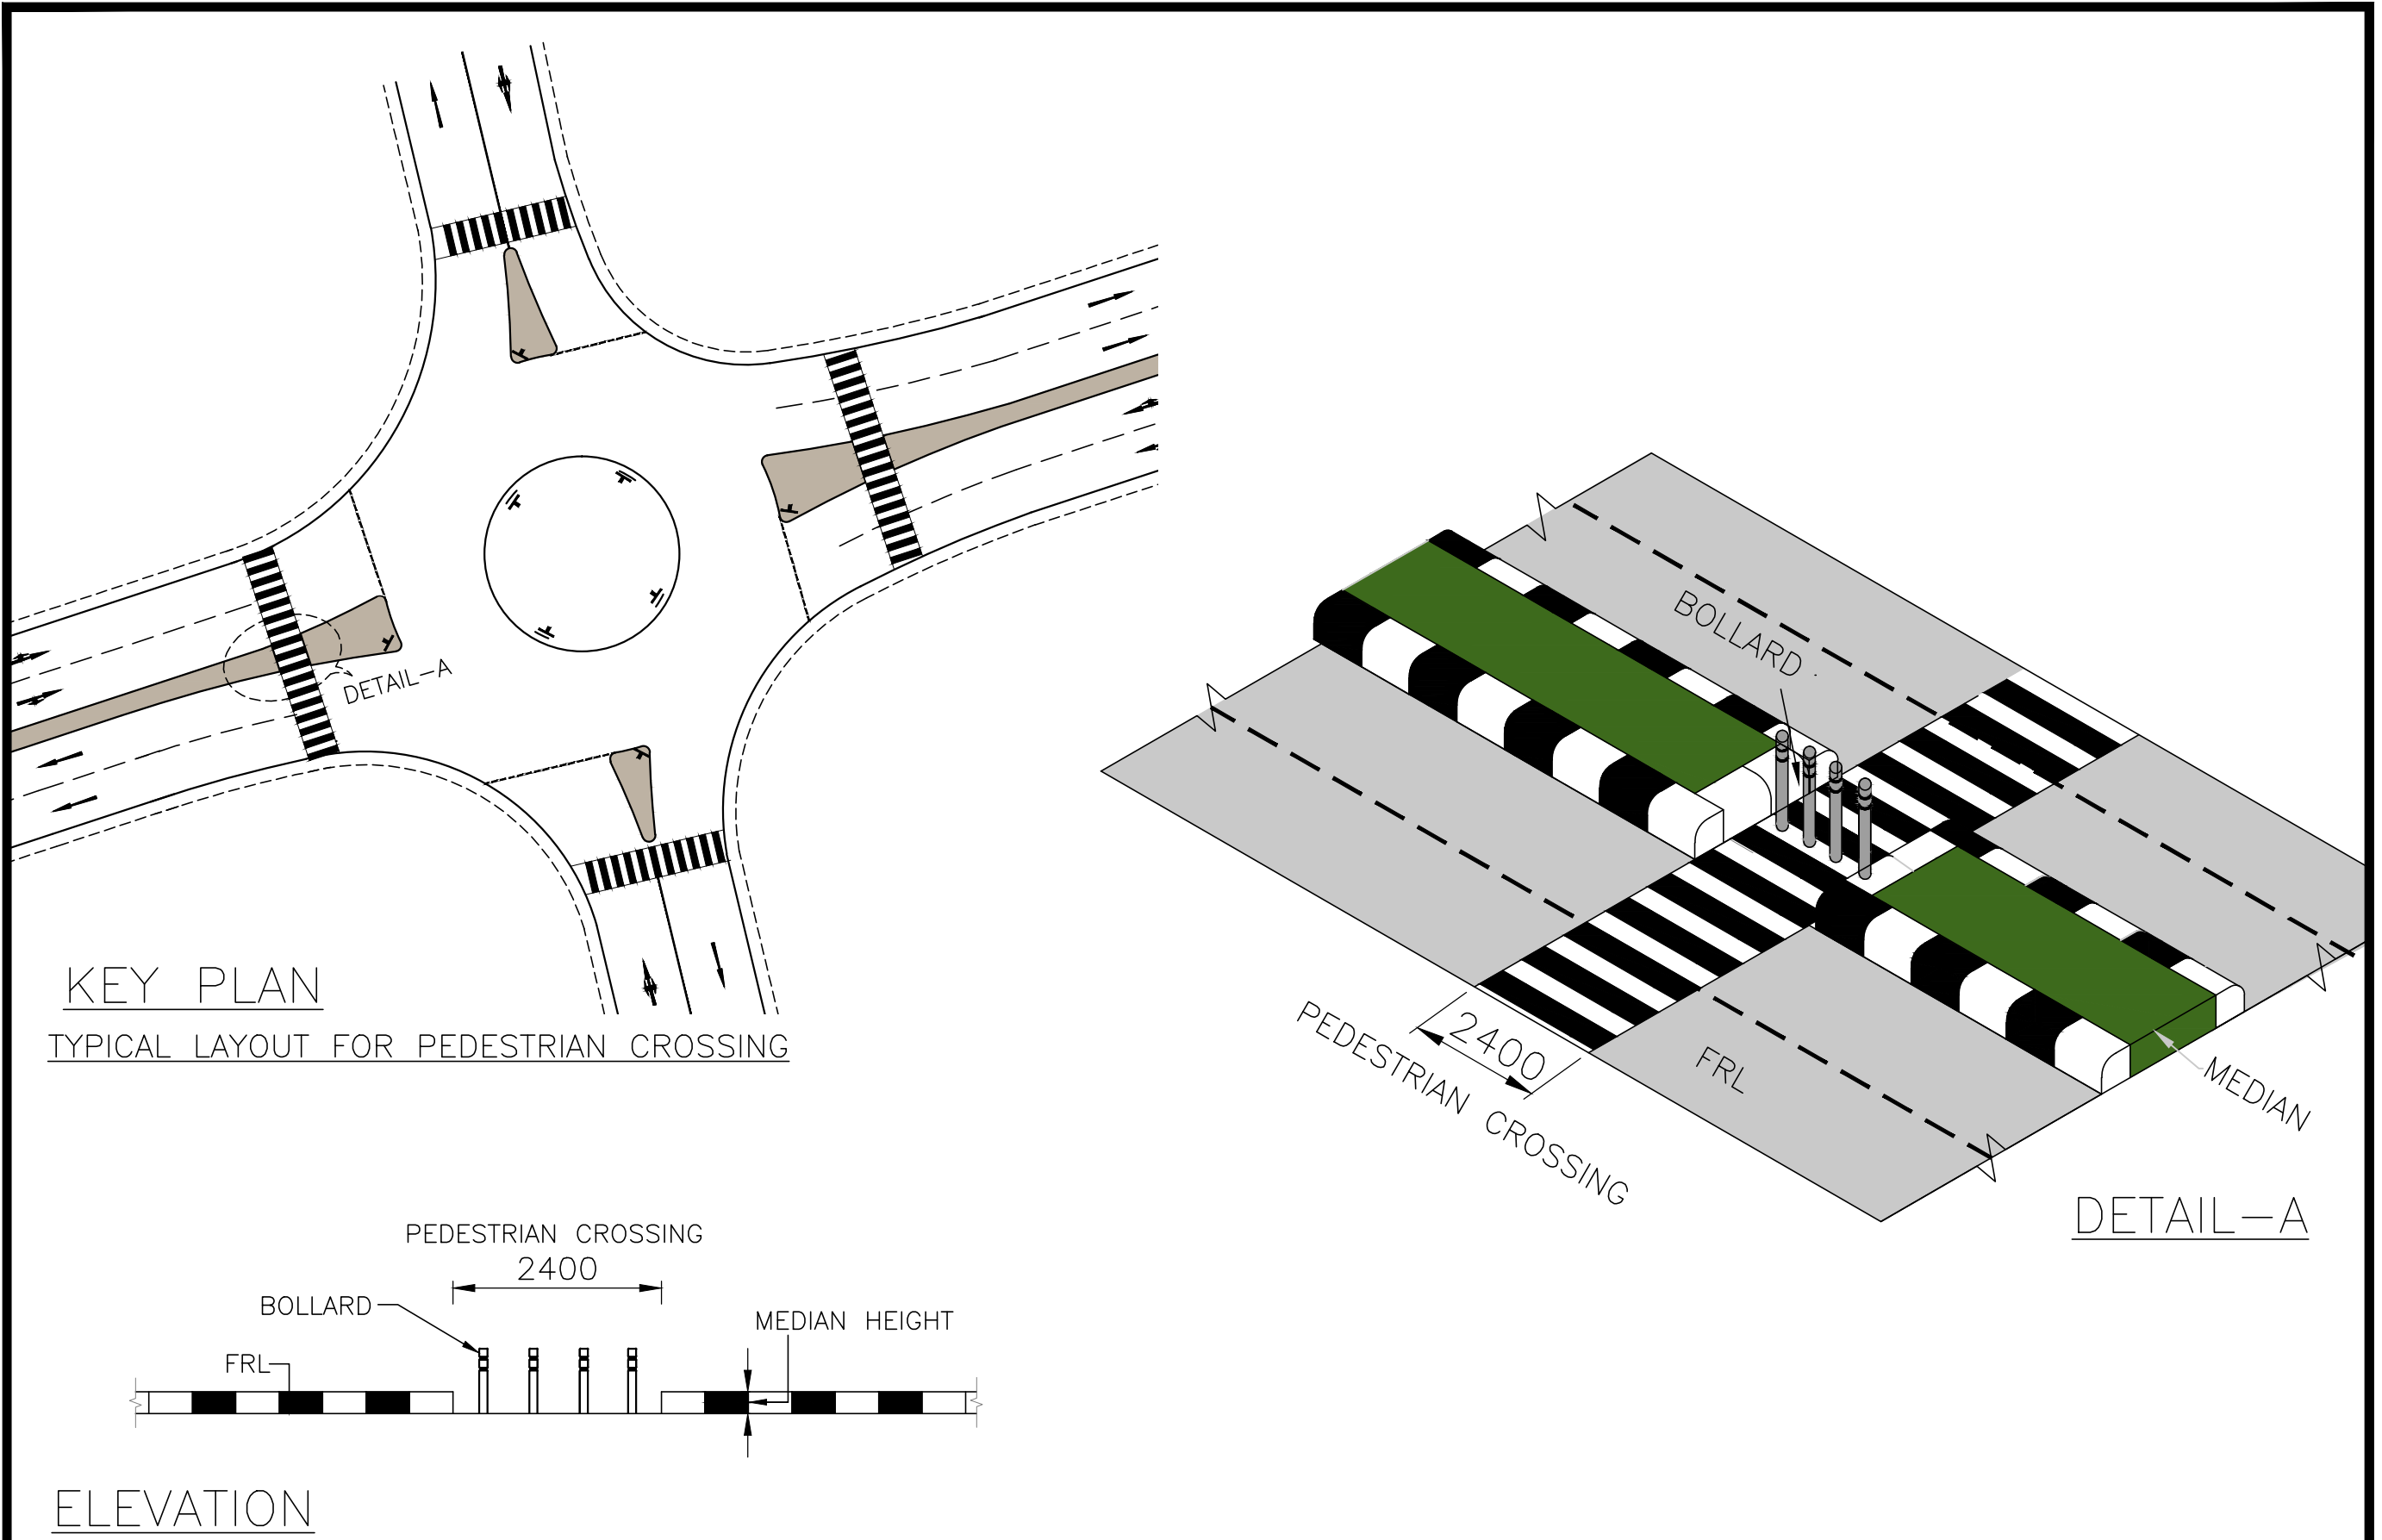 DETAIL-A
KEY PLAN
TYPICAL LAYOUT FOR PEDESTRIAN CROSSING
BOLLARD
2400
PEDESTRIAN CROSSING
FRL
MEDIAN
DETAIL-A
PEDESTRIAN CROSSING
2400
BOLLARD
MEDIAN HEIGHT
FRL
ELEVATION